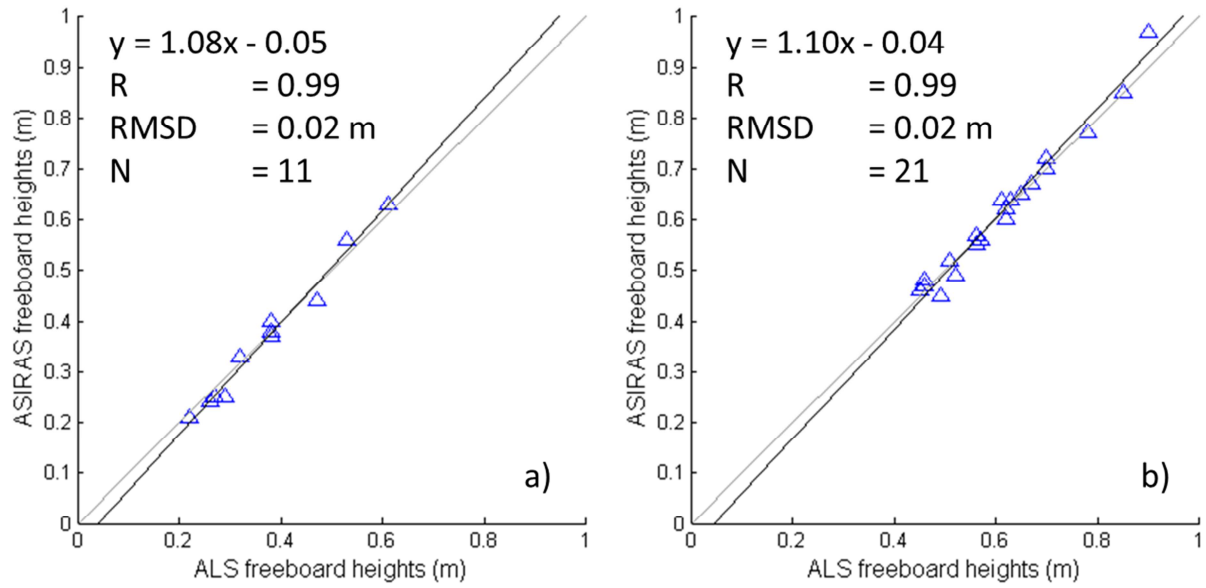 y = 1.08x - 0.05
R = 0.99
RMSD = 0.02 m
N = 11
1
0.9
0.8
0.7
0.6
0.5
0.4
0.3
0.2
0.1
0
ASIRAS freeboard heights (m)
a)
0 0.2 0.4 0.6 0.8 1
ALS freeboard heights (m)
y = 1.10x - 0.04
R = 0.99
RMSD = 0.02 m
N = 21
1
0.9
0.8
0.7
0.6
0.5
0.4
0.3
0.2
0.1
0
ASIRAS freeboard heights (m)
b)
0 0.2 0.4 0.6 0.8 1
ALS freeboard heights (m)